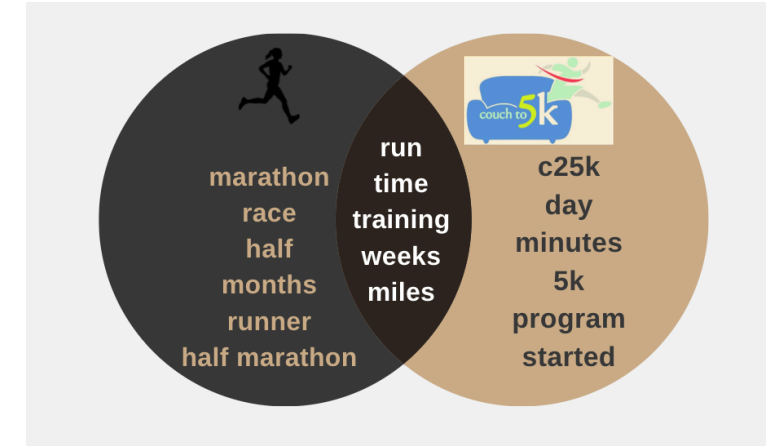 marathon
race
half
months
runner
half marathon
run
time
training
weeks
miles
couch to 5k
c25k
day
minutes
5k
program
started